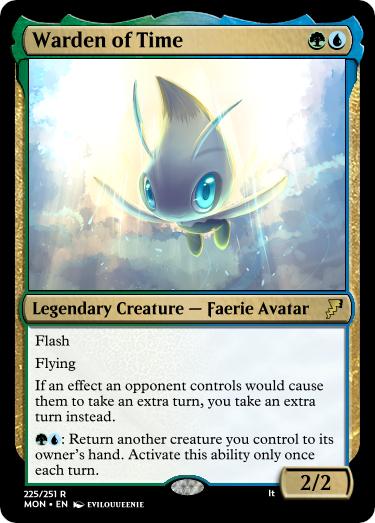 Warden of Time
Legendary Creature — Faerie Avatar
Flash
Flying
If an effect an opponent controls would cause
them to take an extra turn, you take an extra
turn instead.
: Return another creature you control to its
owner's hand. Activate this ability only once
each turn.
2/2
225/251 R
It
MON • EN EVILOUUEENIE